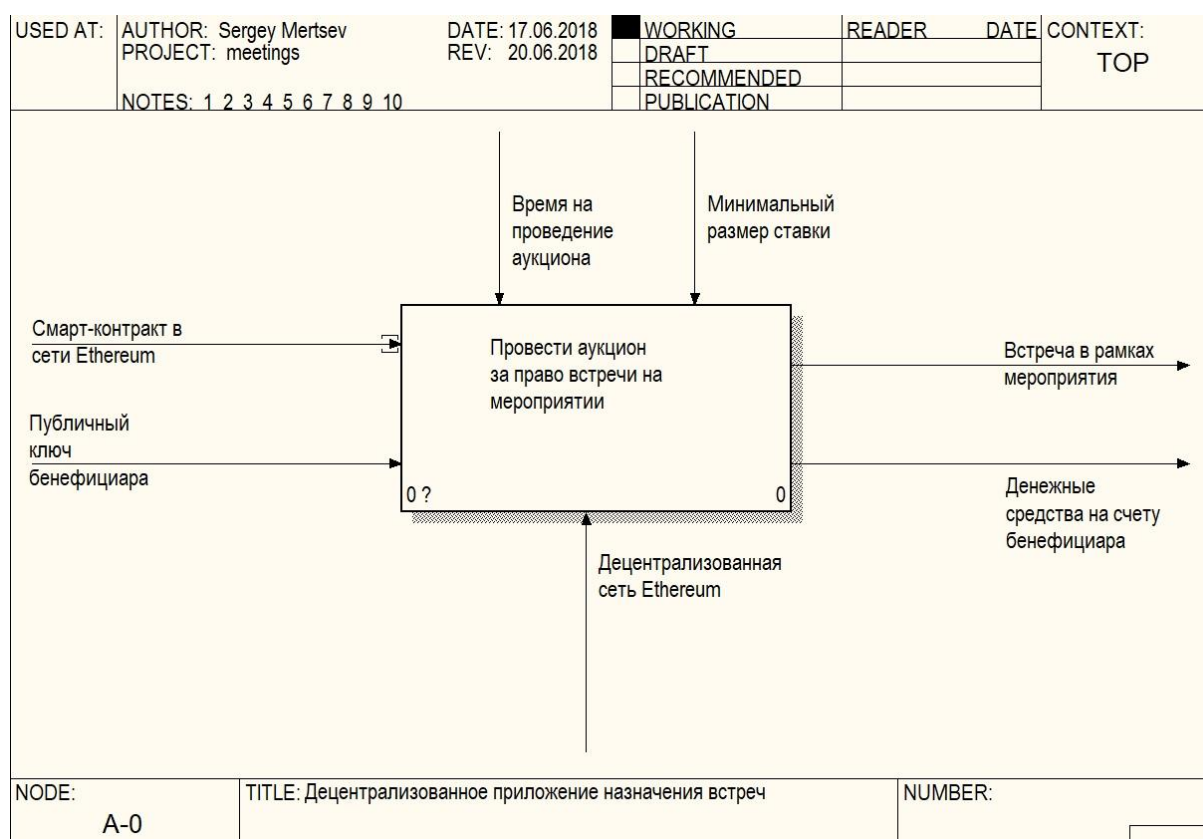 USED AT:
AUTHOR: Sergey Mertsev
DATE: 17.06.2018
WORKING
READER
DATE
CONTEXT:
PROJECT: meetings
REV: 20.06.2018
DRAFT
TOP
RECOMMENDED
NOTES: 1 2 3 4 5 6 7 8 9 10
PUBLICATION
Время на
проведение
аукциона
Минимальный
размер ставки
Смарт-контракт в
сети Ethereum
Провести аукцион
за право встречи на
мероприятии
Встреча в рамках
мероприятия
Публичный
ключ
бенефициара
0 ?
0
Денежные
средства на счету
бенефициара
Децентрализованная
сеть Ethereum
NODE:
A-0
TITLE: Децентрализованное приложение назначения встреч
NUMBER: